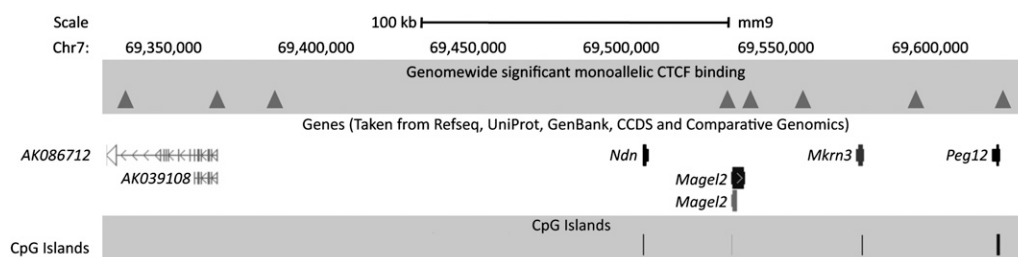 Scale 100 kb mm9
Chr7: 69,350,000 69,400,000 69,450,000 69,500,000 69,550,000 69,600,000
Genomewide significant monoallelic CTCF binding
Genes (Taken from Refseq, UniProt, GenBank, CCDS and Comparative Genomics)
AK086712 Ndn Mkrn3 Peg12
AK039108 Magel2
Magel2
CpG Islands
CpG Islands